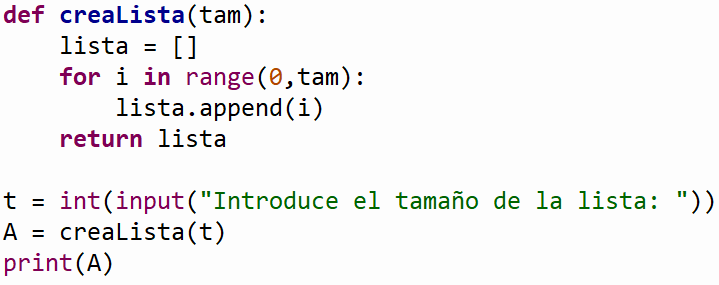 def creaLista(tam):
    lista = []
    for i in range(0,tam):
        lista.append(i)
    return lista

t = int(input("Introduce el tamaño de la lista: "))
A = creaLista(t)
print(A)